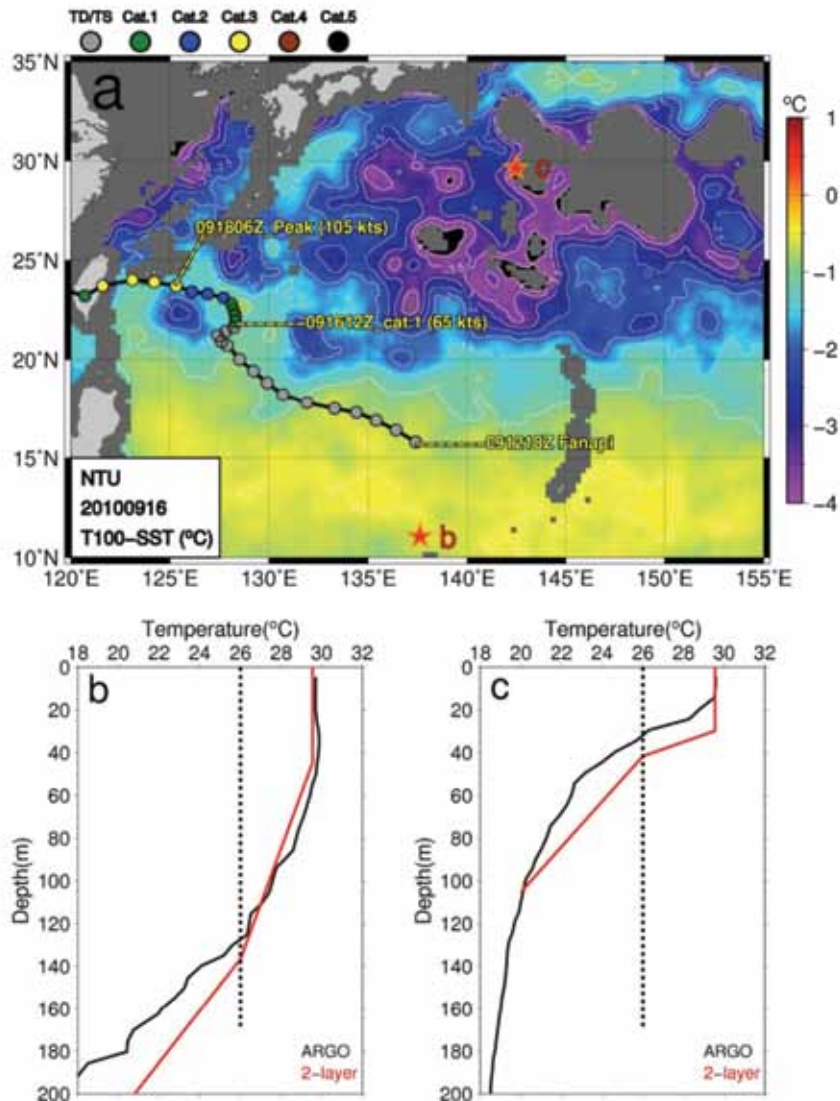 TD/TS Cat.1 Cat.2 Cat.3 Cat.4 Cat.5
a
35°N
30°N
25°N
20°N
15°N
10°N
120°E 125°E 130°E 135°E 140°E 145°E 150°E 155°E
c
091806Z Peak (105 kts)
091612Z cat.1 (65 kts)
091218Z Fanapi
b
NTU
20100916
T100-SST (°C)
°C
1
0
-1
-2
-3
-4
Temperature(°C)
18 20 22 24 26 28 30 32
b
Depth(m)
0
20
40
60
80
100
120
140
160
180
200
ARGO
2-layer
Temperature(°C)
18 20 22 24 26 28 30 32
c
Depth(m)
0
20
40
60
80
100
120
140
160
180
200
ARGO
2-layer